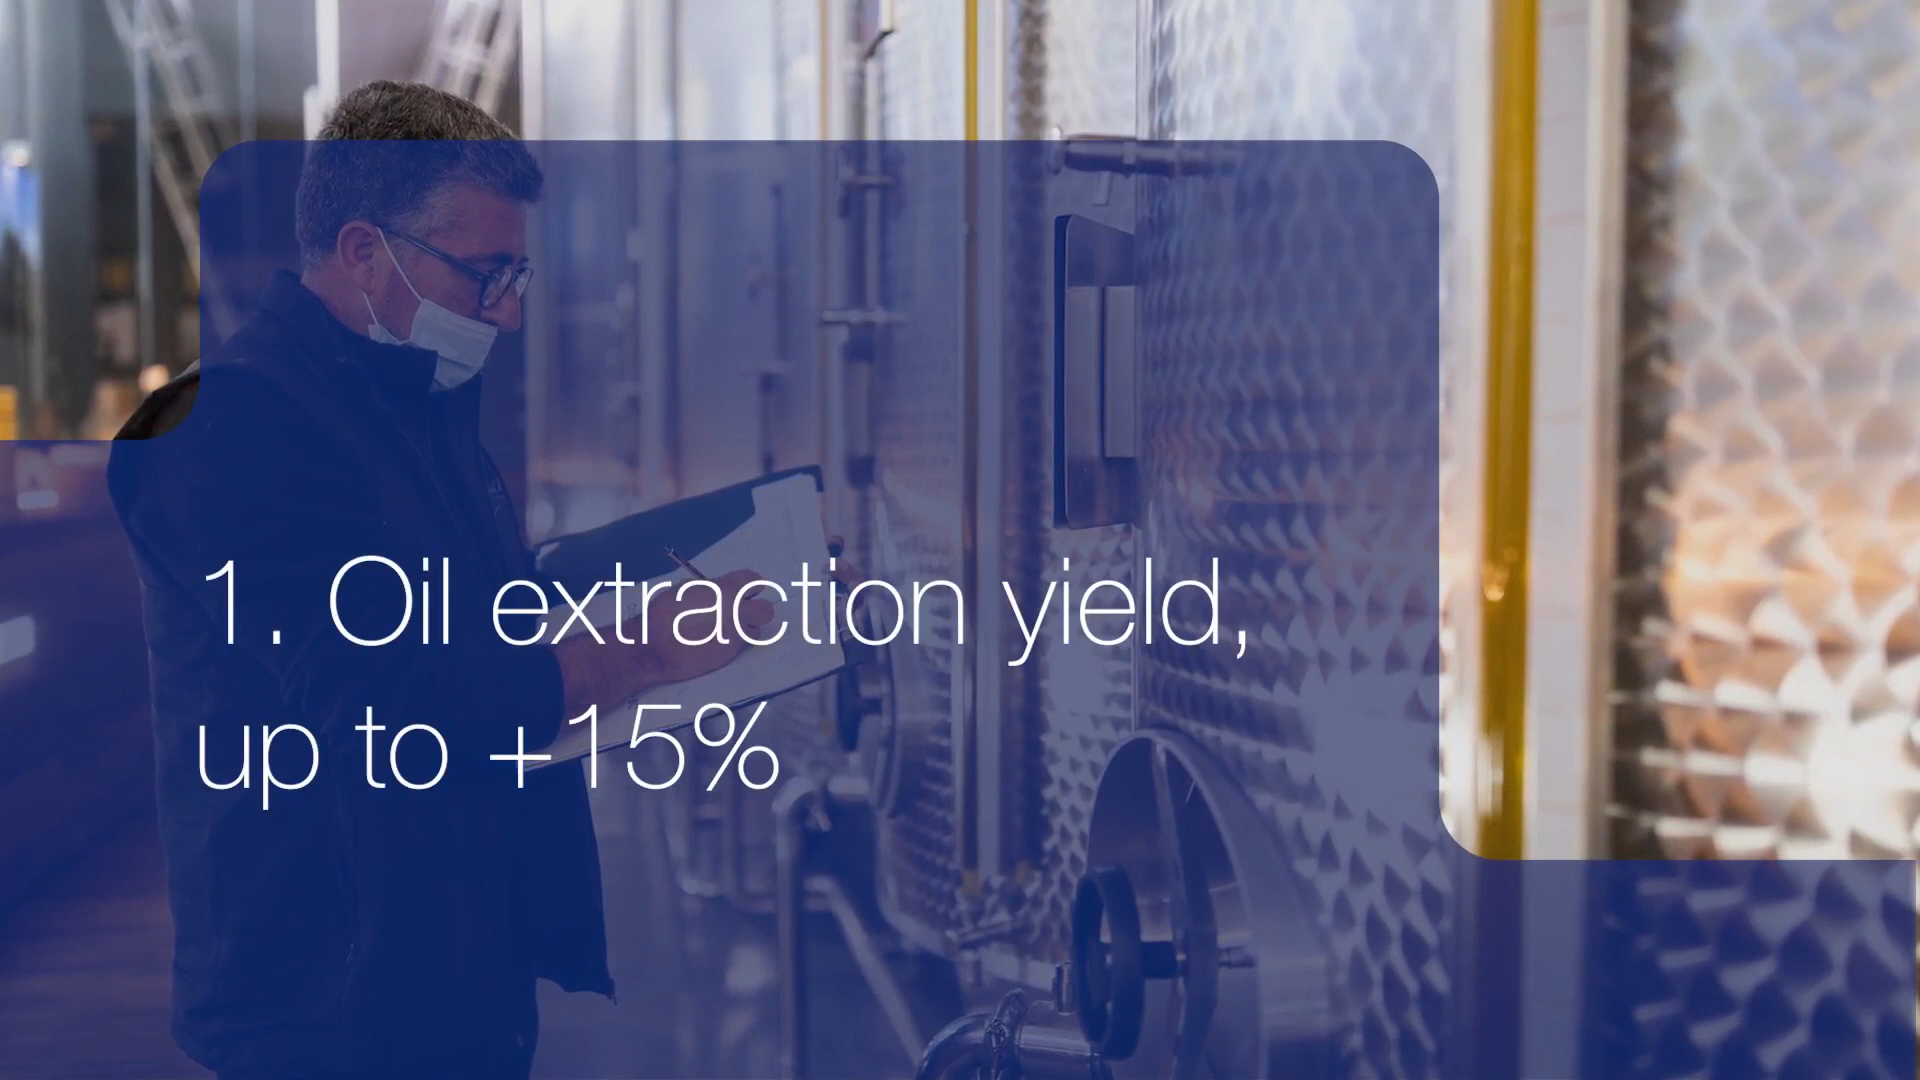 1. Oil extraction yield,
up to +15%